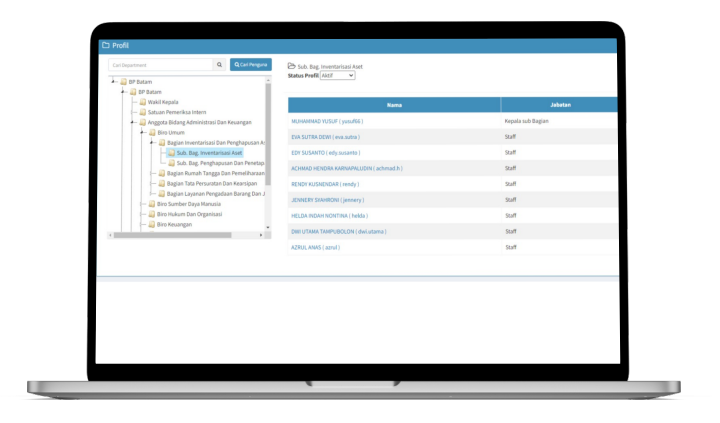 Profil
Cari Department
Cari Pengguna
BP Batam
BP Batam
Wakil Kepala
Satuan Pemeriksa Intern
Anggota Bidang Administrasi Dan Keuangan
Biro Umum
Bagian Inventarisasi Dan Penghapusan As
Sub. Bag. Inventarisasi Aset
Sub. Bag. Penghapusan Dan Penetap
Bagian Rumah Tangga Dan Pemeliharaan
Bagian Tata Persuratan Dan Kearsipan
Bagian Layanan Pengadaan Barang Dan J
Biro Sumber Daya Manusia
Biro Hukum Dan Organisasi
Biro Keuangan
Sub. Bag. Inventarisasi Aset
Status Profil Aktif
Nama Jabatan
MUHAMMAD YUSUF ( yusuf66 ) Kepala sub Bagian
EVA SUTRA DEWI ( eva.sutra ) Staff
EDY SUSANTO ( edy.susanto ) Staff
ACHMAD HENDRA KARNAPALUDIN ( achmad.h ) Staff
RENDY KUSNENDAR ( rendy ) Staff
JENNERY SHAHRONI ( jennery ) Staff
HELDA INDAH NONTINA ( helda ) Staff
DWI UTAMA TAMPUBOLON ( dwi.utama ) Staff
AZRUL ANAS ( azrul ) Staff